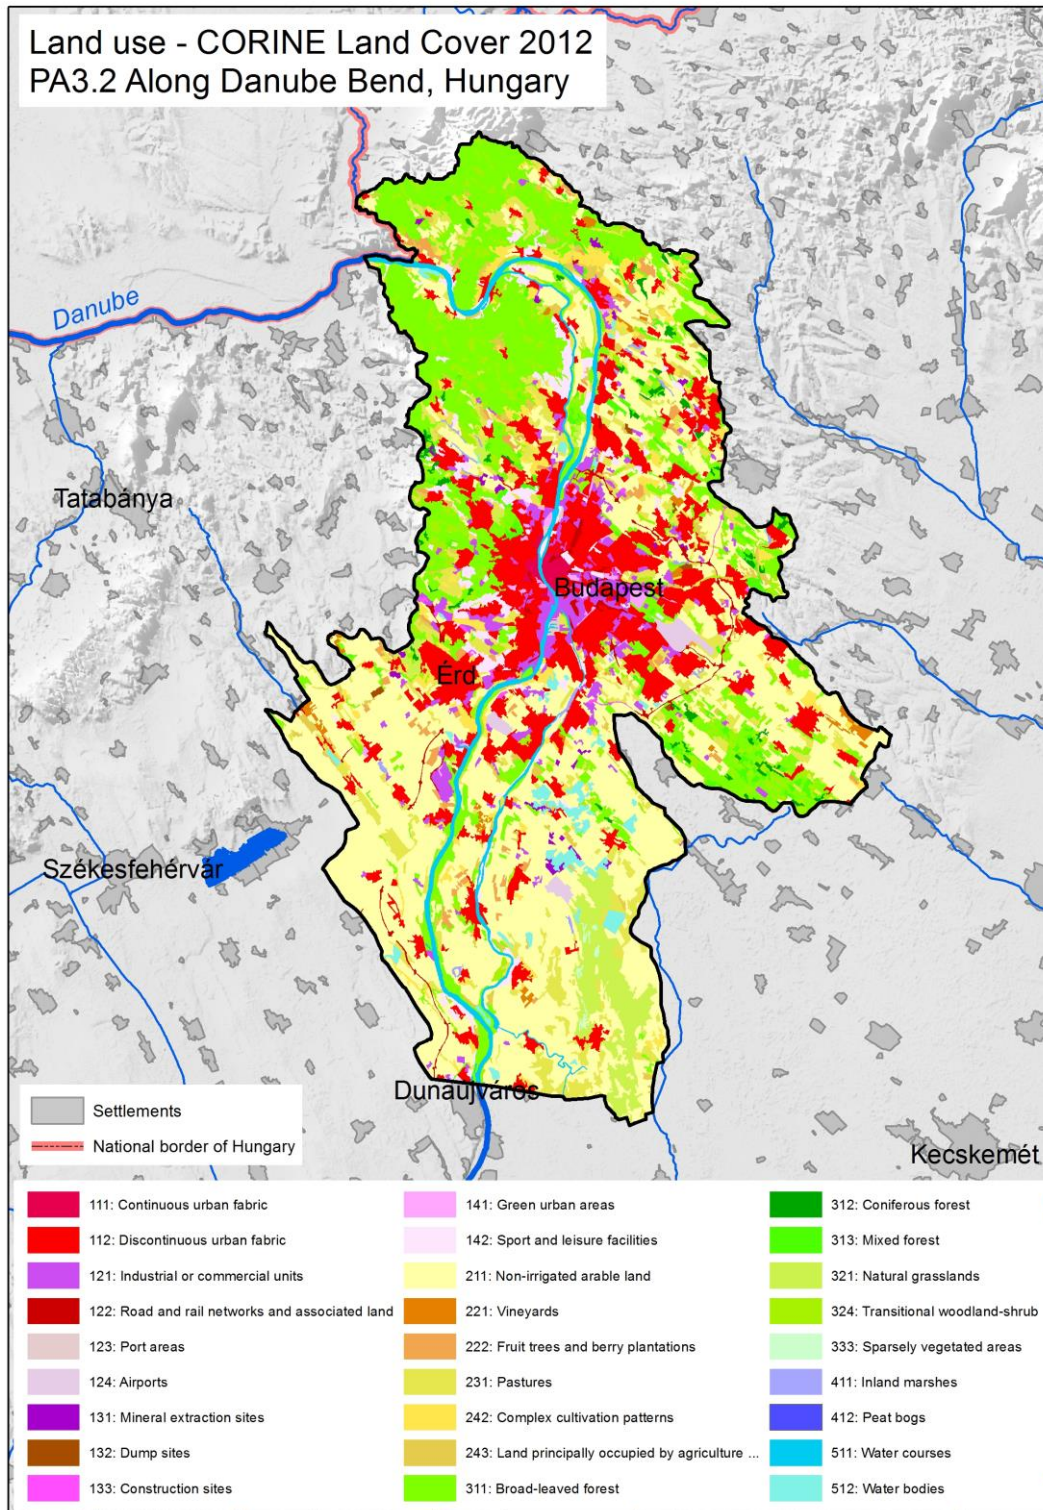 Land use - CORINE Land Cover 2012
PA3.2 Along Danube Bend, Hungary
Danube
Tatabánya
Budapest
Érd
Székesfehérvár
Dunaújváros
Kecskemét
Settlements
National border of Hungary
111: Continuous urban fabric
112: Discontinuous urban fabric
121: Industrial or commercial units
122: Road and rail networks and associated land
123: Port areas
124: Airports
131: Mineral extraction sites
132: Dump sites
133: Construction sites
141: Green urban areas
142: Sport and leisure facilities
211: Non-irrigated arable land
221: Vineyards
222: Fruit trees and berry plantations
231: Pastures
242: Complex cultivation patterns
243: Land principally occupied by agriculture ...
311: Broad-leaved forest
312: Coniferous forest
313: Mixed forest
321: Natural grasslands
324: Transitional woodland-shrub
333: Sparsely vegetated areas
411: Inland marshes
412: Peat bogs
511: Water courses
512: Water bodies